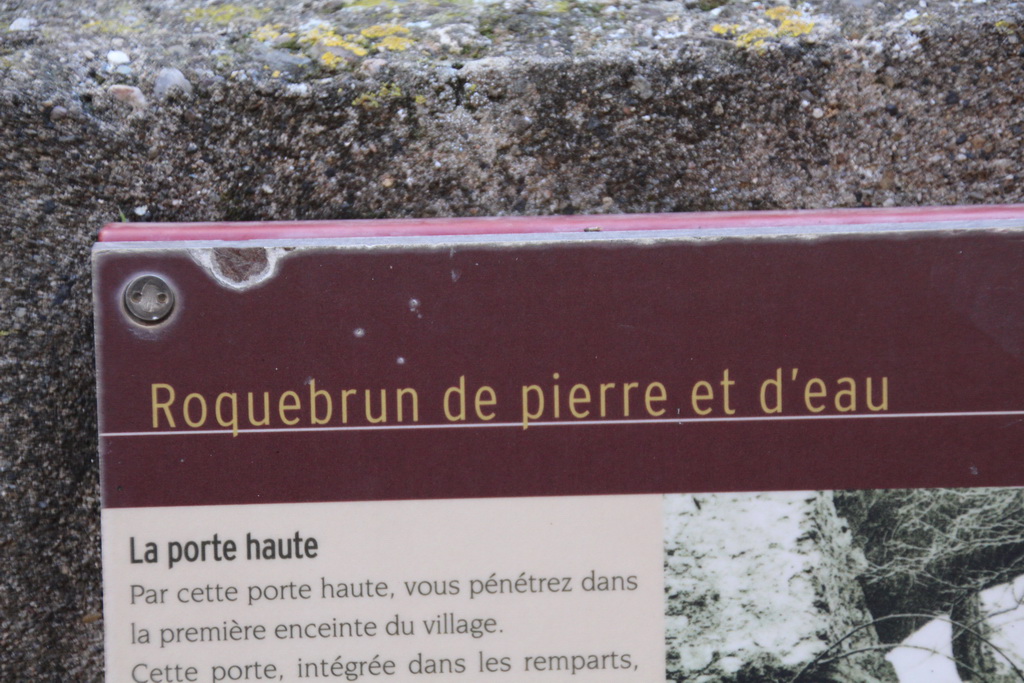 Roquebrun de pierre et d'eau
La porte haute
Par cette porte haute, vous pénétrez dans
la première enceinte du village.
Cette porte, intégrée dans les remparts,